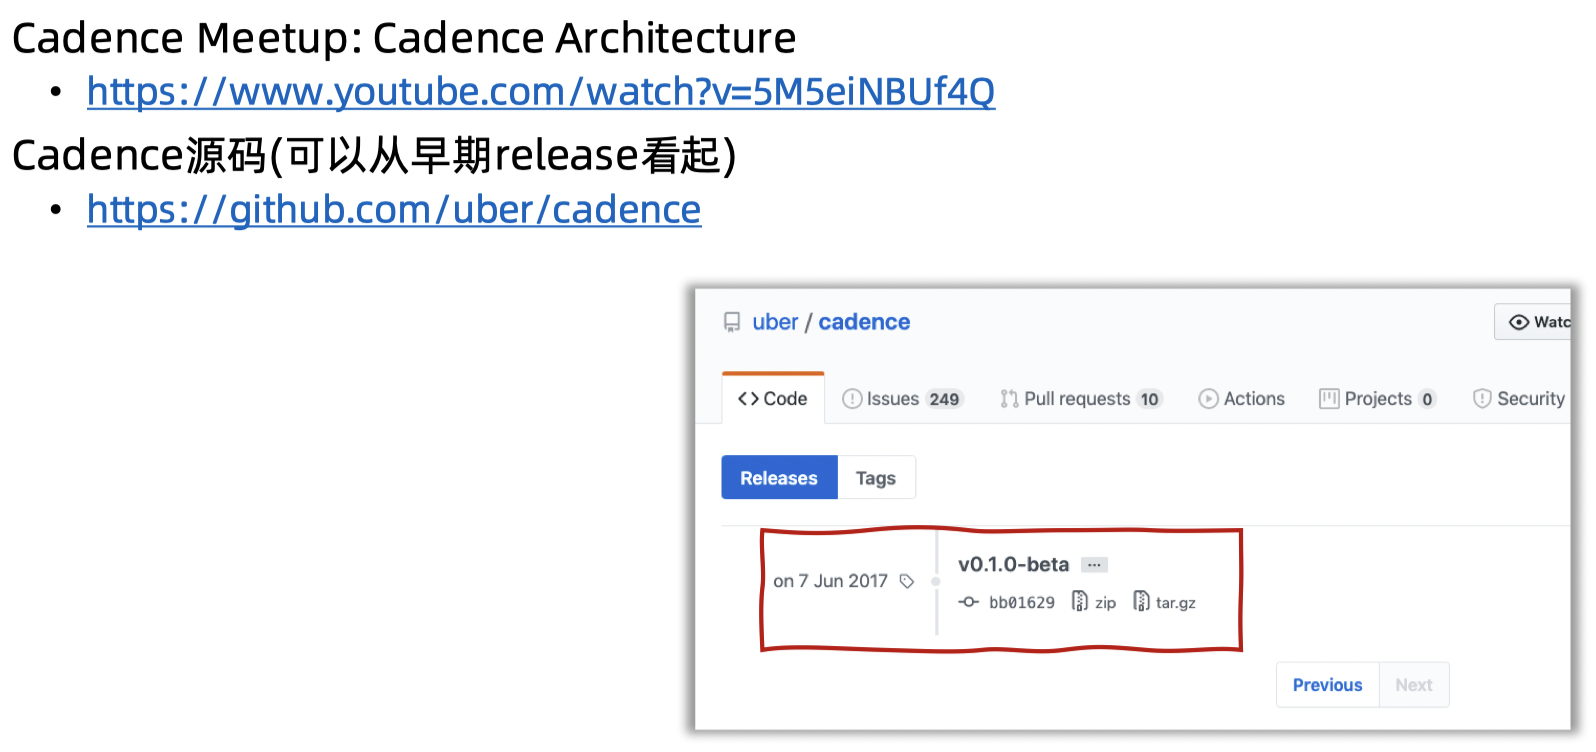 Cadence Meetup: Cadence Architecture
• https://www.youtube.com/watch?v=5M5eiNBUf4Q
Cadence源码(可以从早期release看起)
• https://github.com/uber/cadence
uber / cadence
Watc
<> Code Issues 249 Pull requests 10 Actions Projects 0 Security
Releases Tags
v0.1.0-beta ...
on 7 Jun 2017
bb01629 zip tar.gz
Previous Next